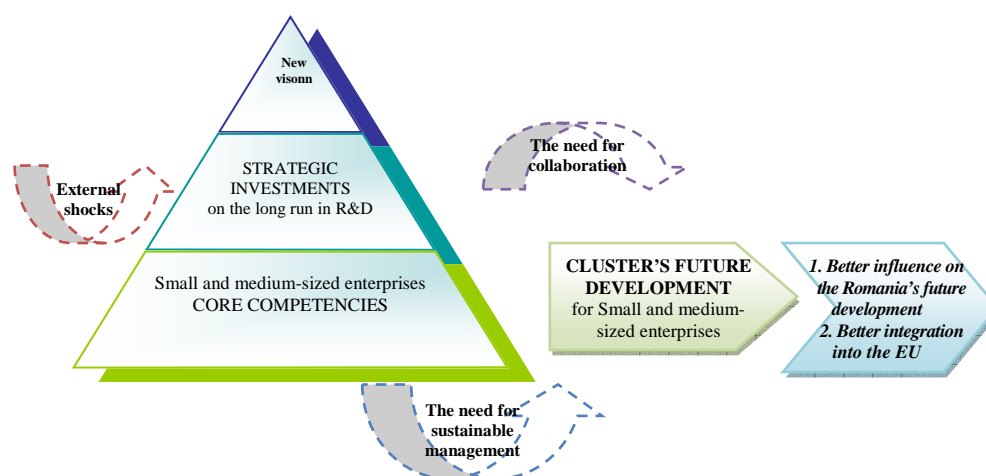 New
visonn
STRATEGIC
INVESTMENTS
on the long run in R&D
External
shocks
The need for
collaboration
Small and medium-sized enterprises
CORE COMPETENCIES
CLUSTER’S FUTURE
DEVELOPMENT
for Small and medium-
sized enterprises
1. Better influence on
the Romania’s future
development
2. Better integration
into the EU
The need for
sustainable
management